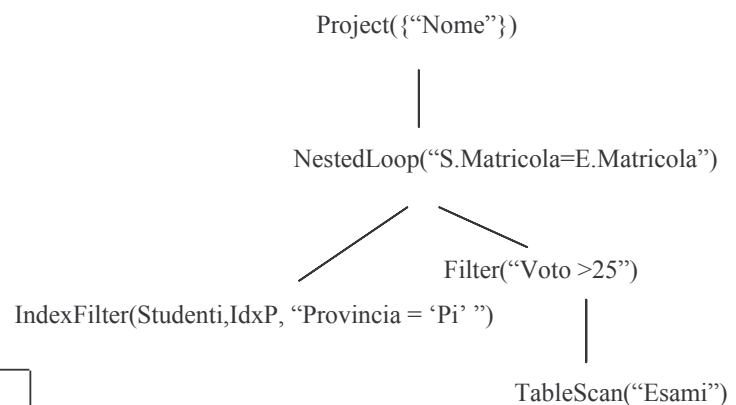 Project({“Nome”})
NestedLoop(“S.Matricola=E.Matricola”)
Filter(“Voto >25”)
IndexFilter(Studenti,IdxP, “Provincia = ‘Pi’ ”)
TableScan(“Esami”)